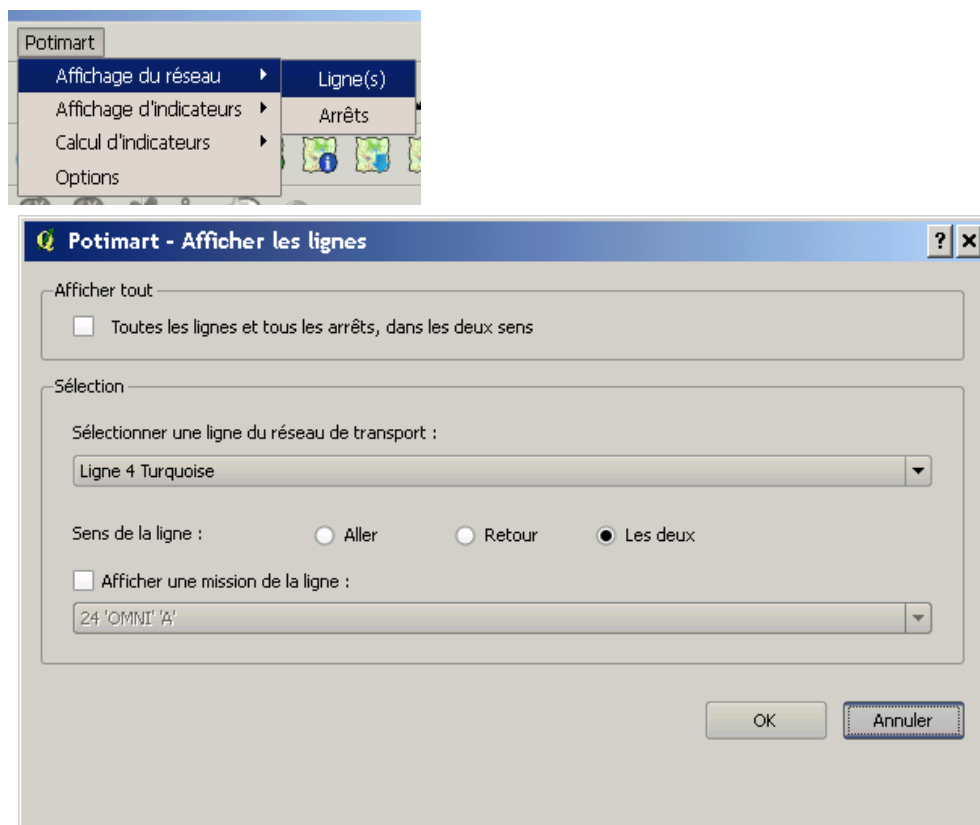 Potimart
Affichage du réseau
Ligne(s)
Affichage d'indicateurs
Arrêts
Calcul d'indicateurs
Options
Potimart - Afficher les lignes
Afficher tout
Toutes les lignes et tous les arrêts, dans les deux sens
Sélection
Sélectionner une ligne du réseau de transport :
Ligne 4 Turquoise
Sens de la ligne :
Aller
Retour
Les deux
Afficher une mission de la ligne :
24 'OMNI' 'A'
OK
Annuler